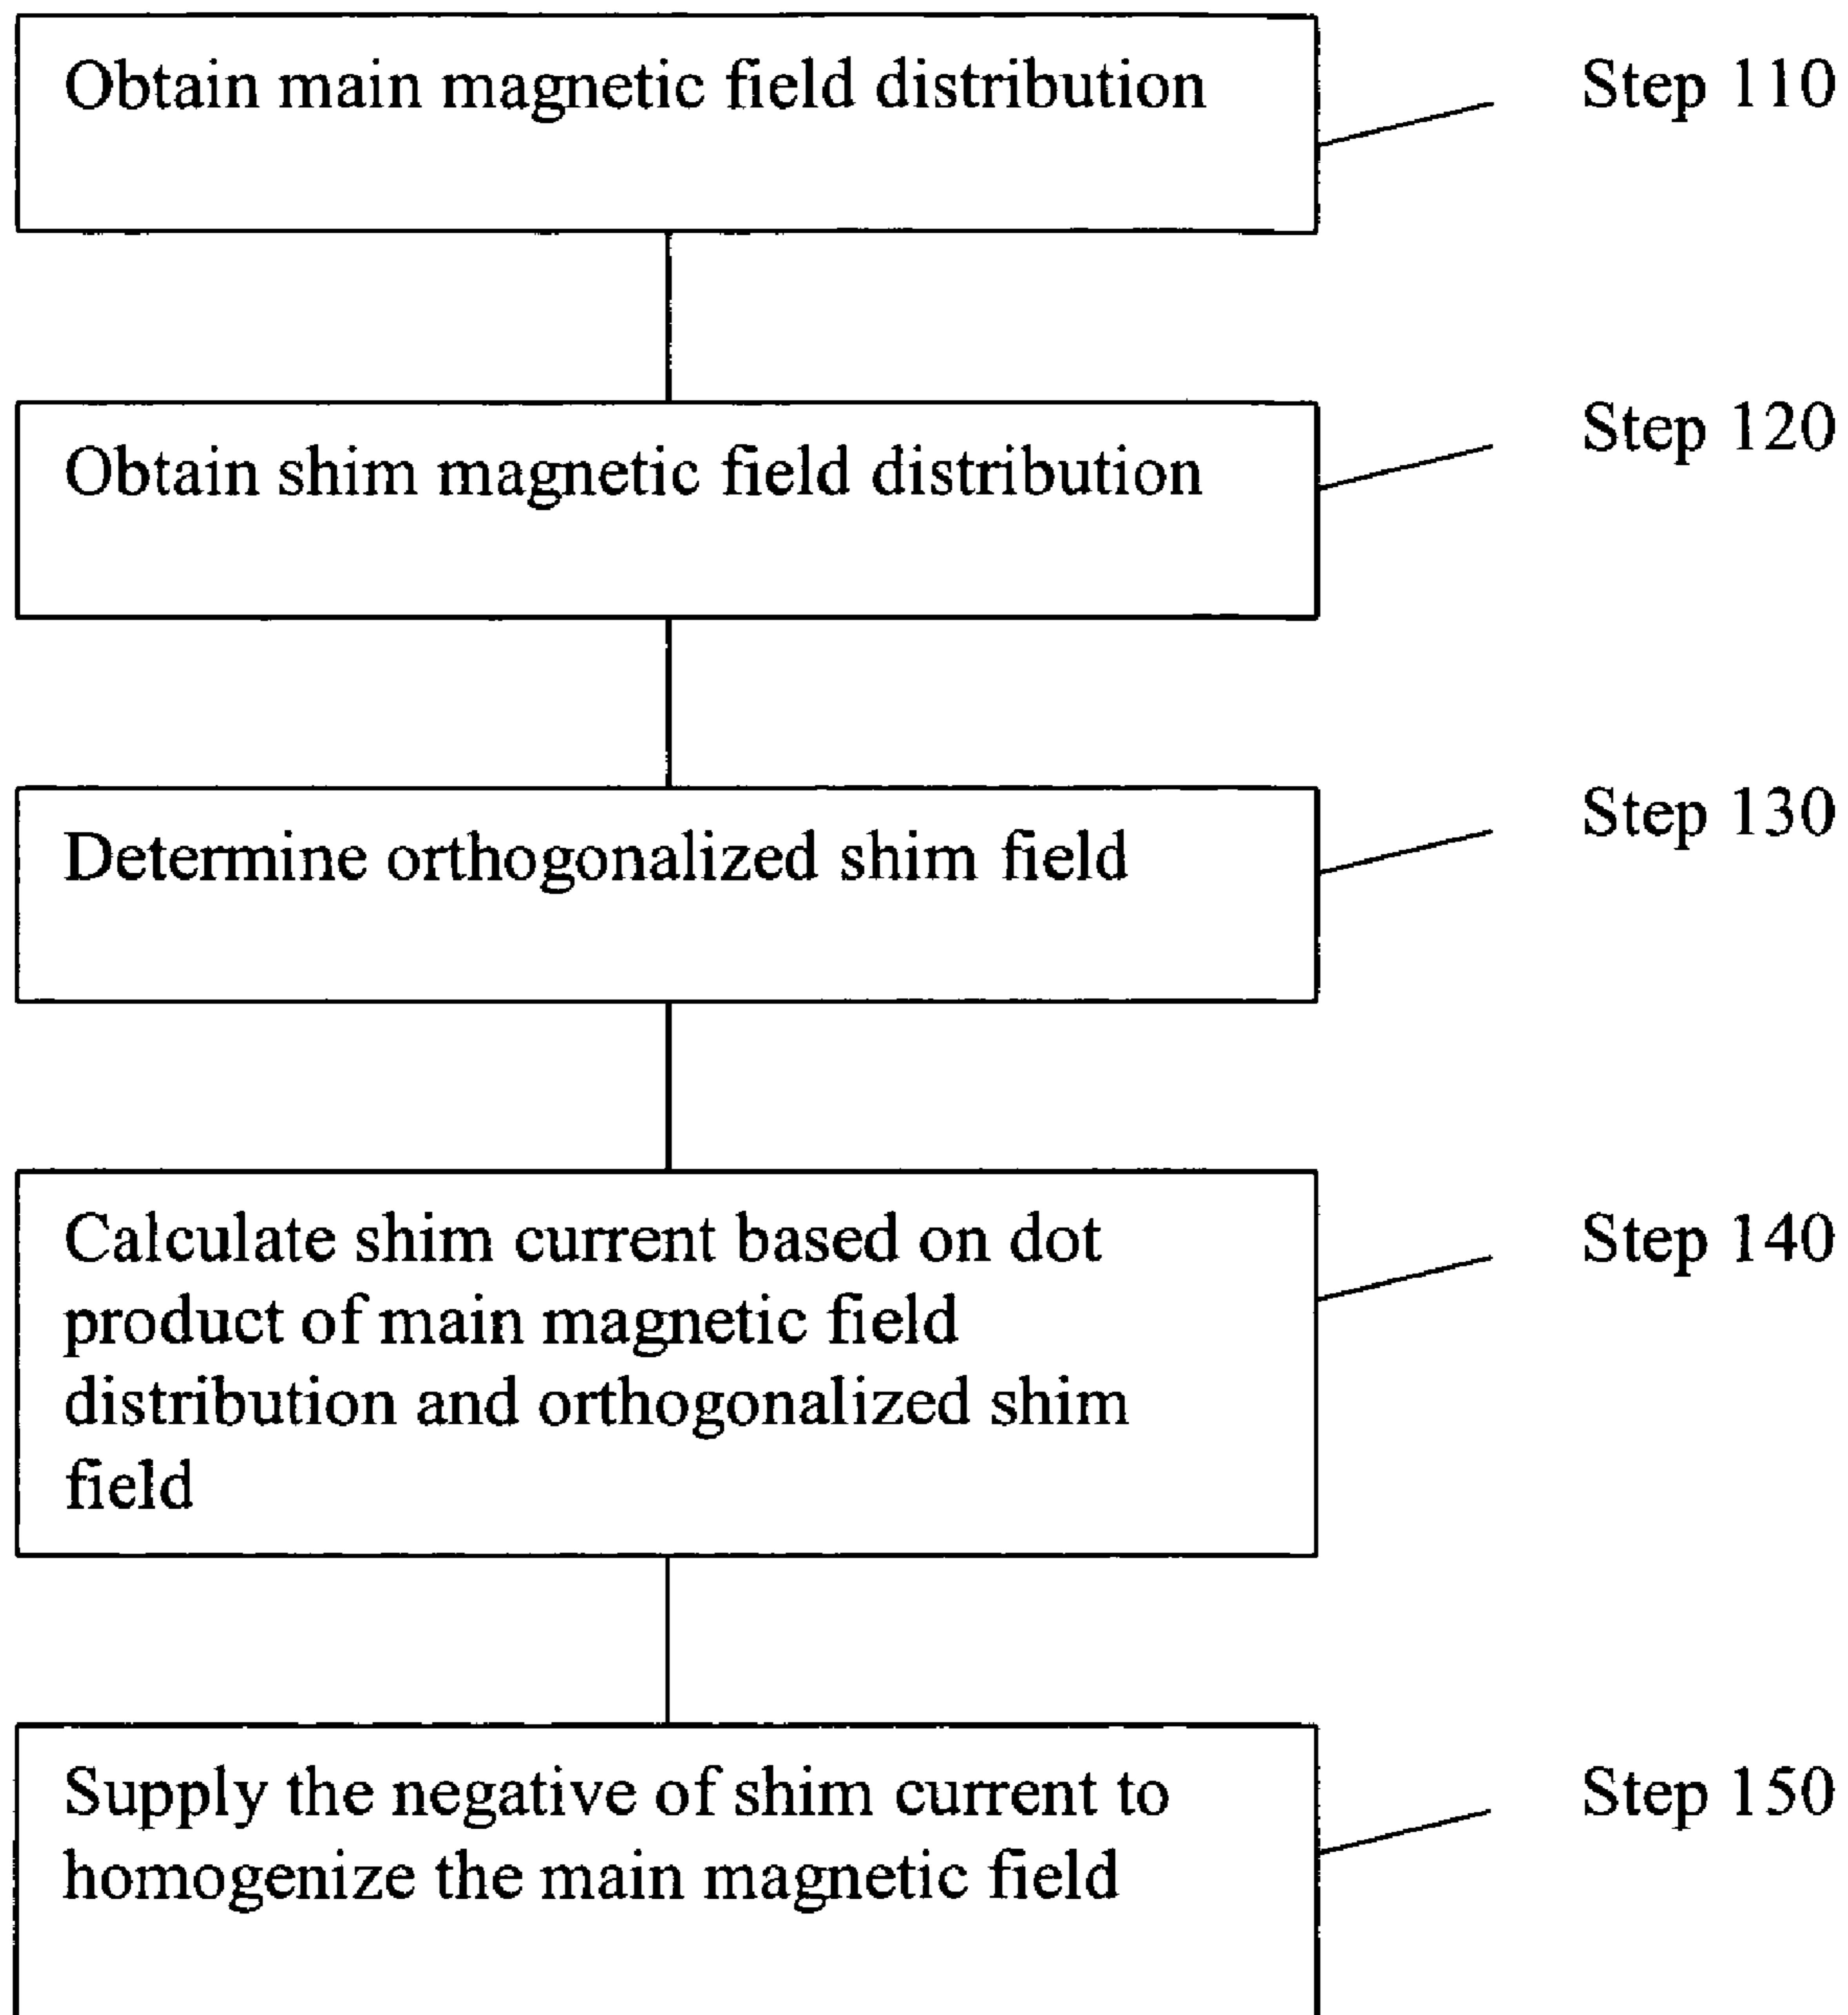 Obtain main magnetic field distribution
Step 110
Obtain shim magnetic field distribution
Step 120
Determine orthogonalized shim field
Step 130
Calculate shim current based on dot
product of main magnetic field
distribution and orthogonalized shim
field
Step 140
Supply the negative of shim current to
homogenize the main magnetic field
Step 150